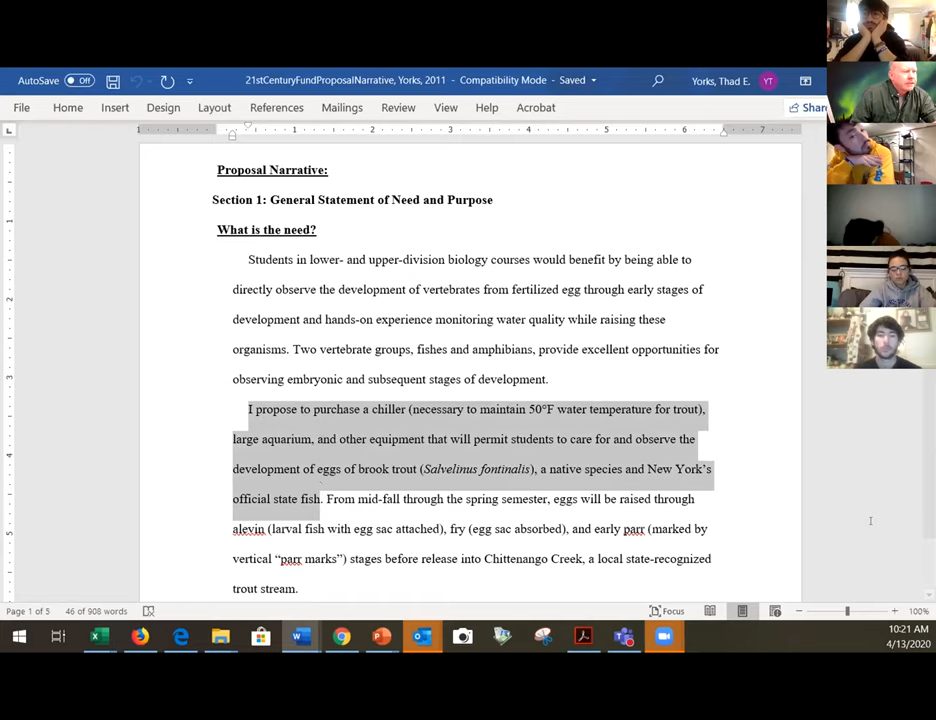 AutoSave Off 21stCenturyFundProposalNarrative, Yorks, 2011 - Compatibility Mode - Saved Yorks, Thad E. YT
File Home Insert Design Layout References Mailings Review View Help Acrobat Share
1 1 2 3 4 5 6 7
Proposal Narrative:
Section 1: General Statement of Need and Purpose
What is the need?
Students in lower- and upper-division biology courses would benefit by being able to
directly observe the development of vertebrates from fertilized egg through early stages of
development and hands-on experience monitoring water quality while raising these
organisms. Two vertebrate groups, fishes and amphibians, provide excellent opportunities for
observing embryonic and subsequent stages of development.
I propose to purchase a chiller (necessary to maintain 50°F water temperature for trout),
large aquarium, and other equipment that will permit students to care for and observe the
development of eggs of brook trout (Salvelinus fontinalis), a native species and New York's
official state fish. From mid-fall through the spring semester, eggs will be raised through
alevin (larval fish with egg sac attached), fry (egg sac absorbed), and early parr (marked by
vertical “parr marks”) stages before release into Chittenango Creek, a local state-recognized
trout stream.
Page 1 of 5 46 of 908 words Focus 100%
10:21 AM
4/13/2020